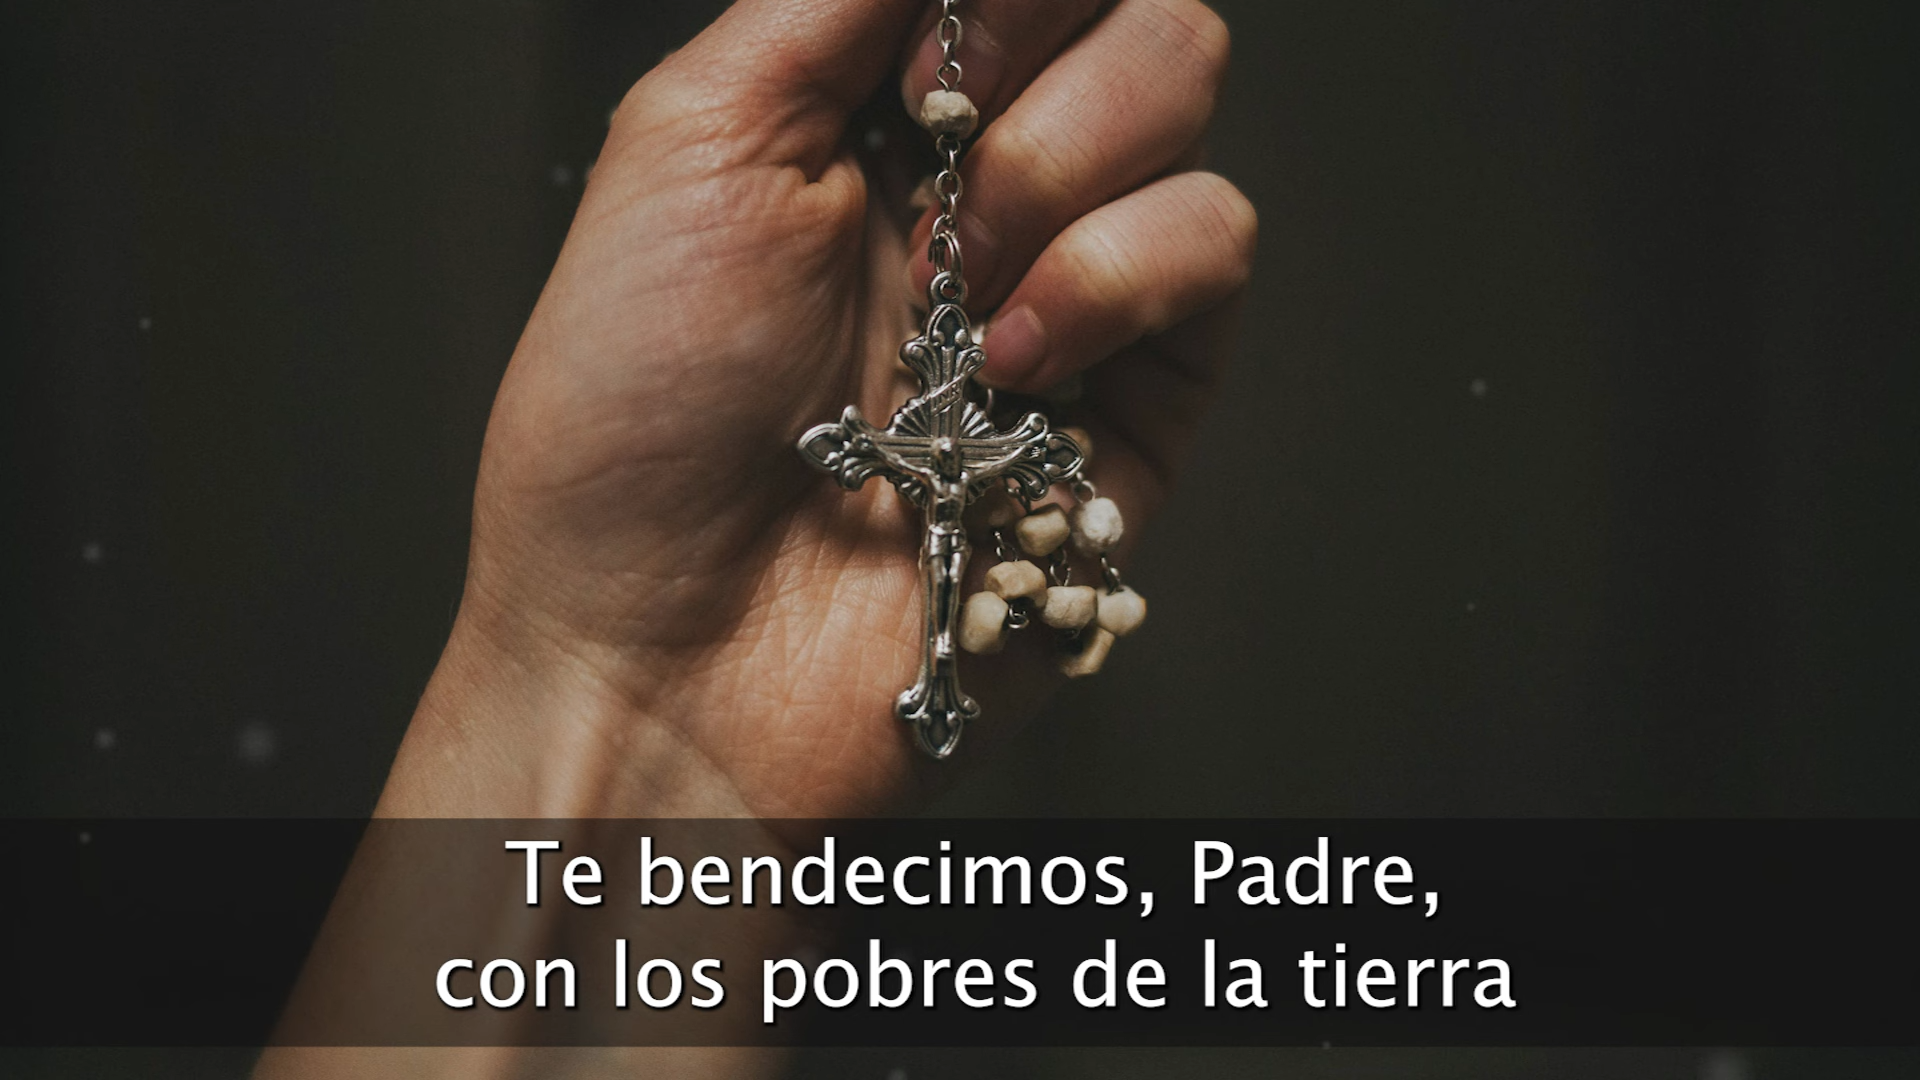 Te bendecimos, Padre,
con los pobres de la tierra